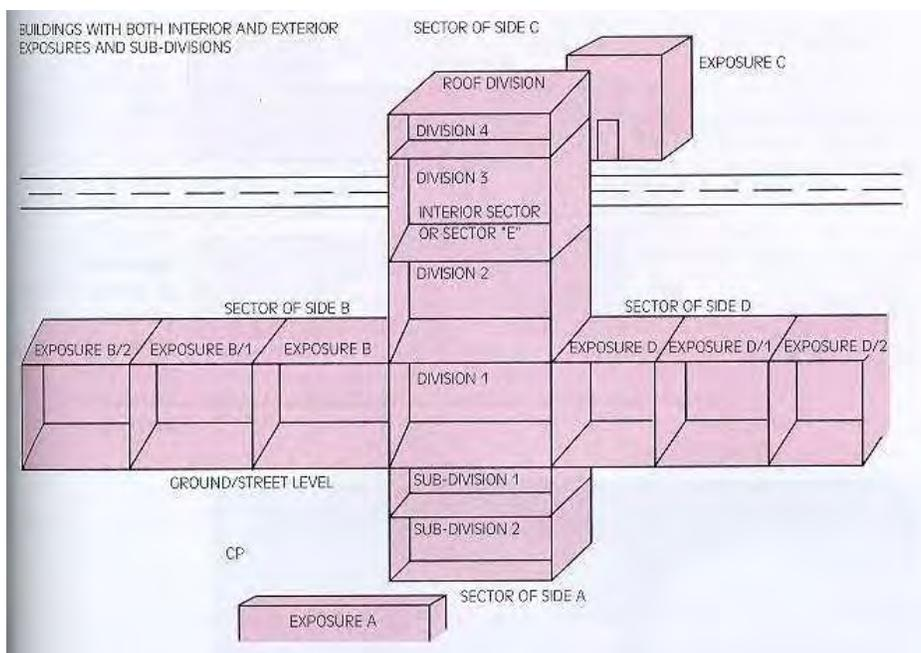 BUILDINGS WITH BOTH INTERIOR AND EXTERIOR
EXPOSURES AND SUB-DIVISIONS
SECTOR OF SIDE C
EXPOSURE C
ROOF DIVISION
DIVISION 4
DIVISION 3
INTERIOR SECTOR
OR SECTOR "E"
DIVISION 2
SECTOR OF SIDE B
SECTOR OF SIDE D
EXPOSURE B/2
EXPOSURE B/1
EXPOSURE B
EXPOSURE D
EXPOSURE D/1
EXPOSURE D/2
DIVISION 1
GROUND/STREET LEVEL
SUB-DIVISION 1
SUB-DIVISION 2
CP
SECTOR OF SIDE A
EXPOSURE A